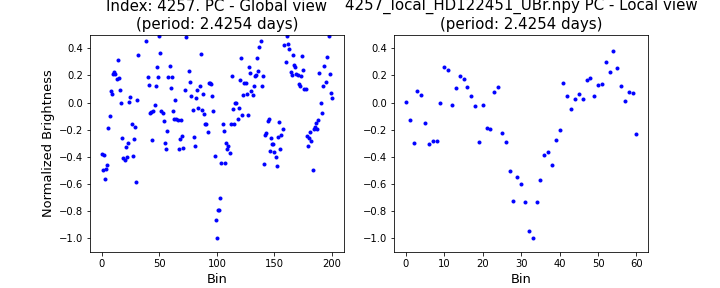 Index: 4257. PC - Global view
(period: 2.4254 days)
4257_local_HD122451_UBr.npy PC - Local view
(period: 2.4254 days)
Normalized Brightness
0.4
0.2
0.0
−0.2
−0.4
−0.6
−0.8
−1.0
0 50 100 150 200
Bin
0.4
0.2
0.0
−0.2
−0.4
−0.6
−0.8
−1.0
0 10 20 30 40 50 60
Bin